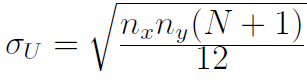 σ_U = √(n_x n_y (N + 1) / 12)